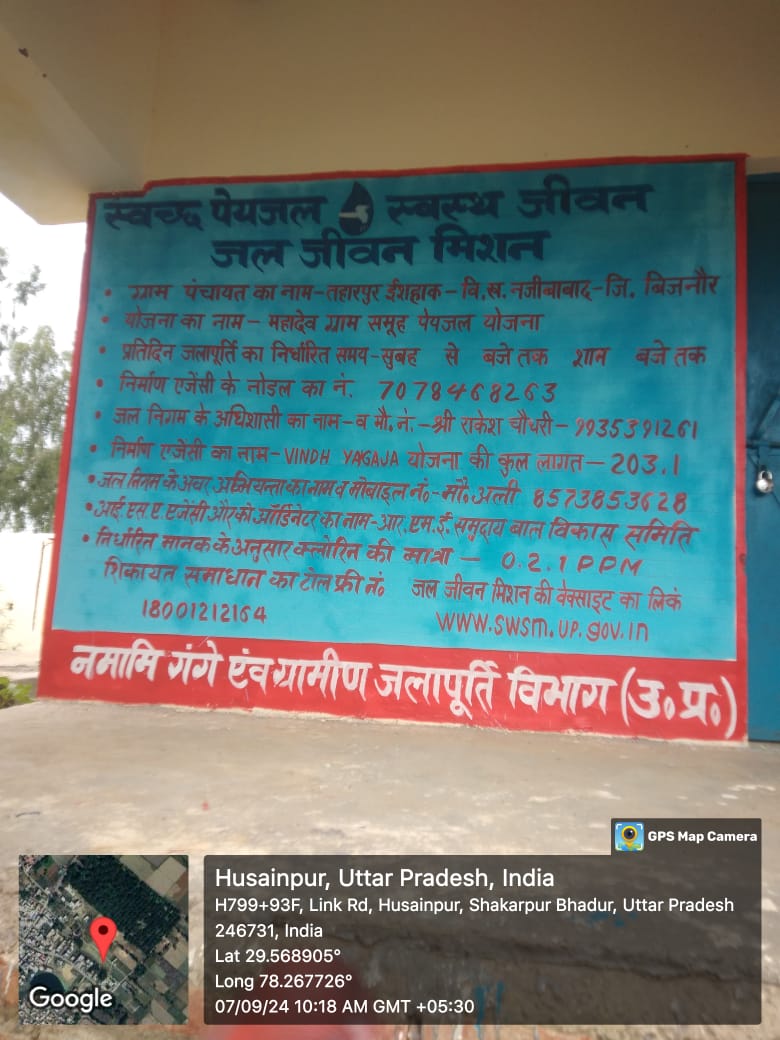 स्वच्छ पेयजल स्वस्थ जीवन
जल जीवन मिशन
• ग्राम पंचायत का नाम-तहारपुर ईशहाक-वि.ख. नजीबाबाद-जि. बिजनौर
• योजना का नाम - महादेव ग्राम समूह पेयजल योजना
• प्रतिदिन जलापूर्ति का निर्धारित समय-सुबह से बजे तक शाम बजे तक
• निर्माण एजेंसी के नोडल का नं. 7078468263
• जल निगम के अधिशासी का नाम-व मौ.नं.-श्री राकेश चौधरी-9935391261
• निर्माण एजेंसी का नाम-VINDH YAGAJA योजना की कुल लागत-203.1
• जल निगम के अवर अभियन्ता का नाम व मोबाइल नं.-मौ. अली 8573853628
• आई.एस.ए.एजेंसी और को ऑर्डिनेटर का नाम-आर.एम.ई. समुदाय बाल विकास समिति
• निर्धारित मानक के अनुसार क्लोरिन की मात्रा - 0.2.1 PPM
शिकायत समाधान का टोल फ्री नं. जल जीवन मिशन की वेक्साइट का लिकं
18001212164 www.swsm.up.gov.in
नमामि गंगे एंव ग्रामीण जलापूर्ति विभाग (उ.प्र.)
GPS Map Camera
Husainpur, Uttar Pradesh, India
H799+93F, Link Rd, Husainpur, Shakarpur Bhadur, Uttar Pradesh
246731, India
Lat 29.568905°
Long 78.267726°
07/09/24 10:18 AM GMT +05:30
Google